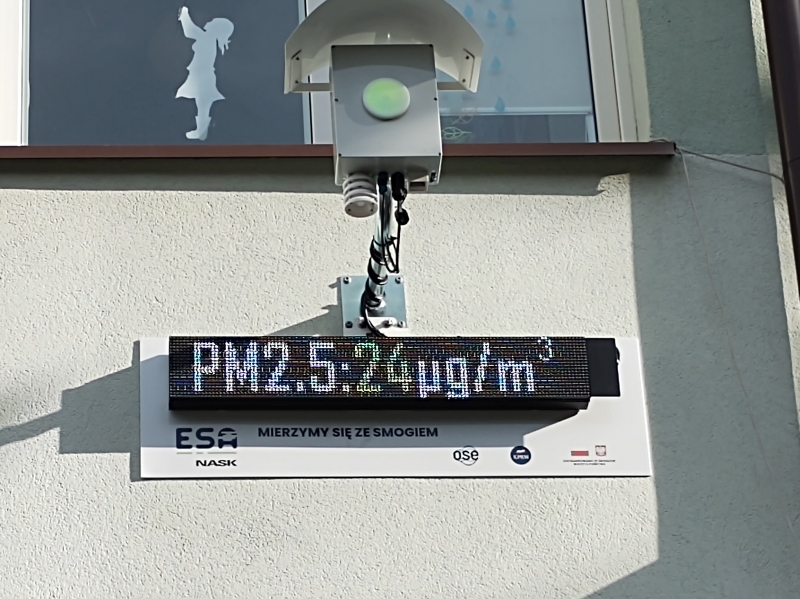 PM2.5:24µg/m³
ESA
MIERZYMY SIĘ ZE SMOGIEM
NASK
ose